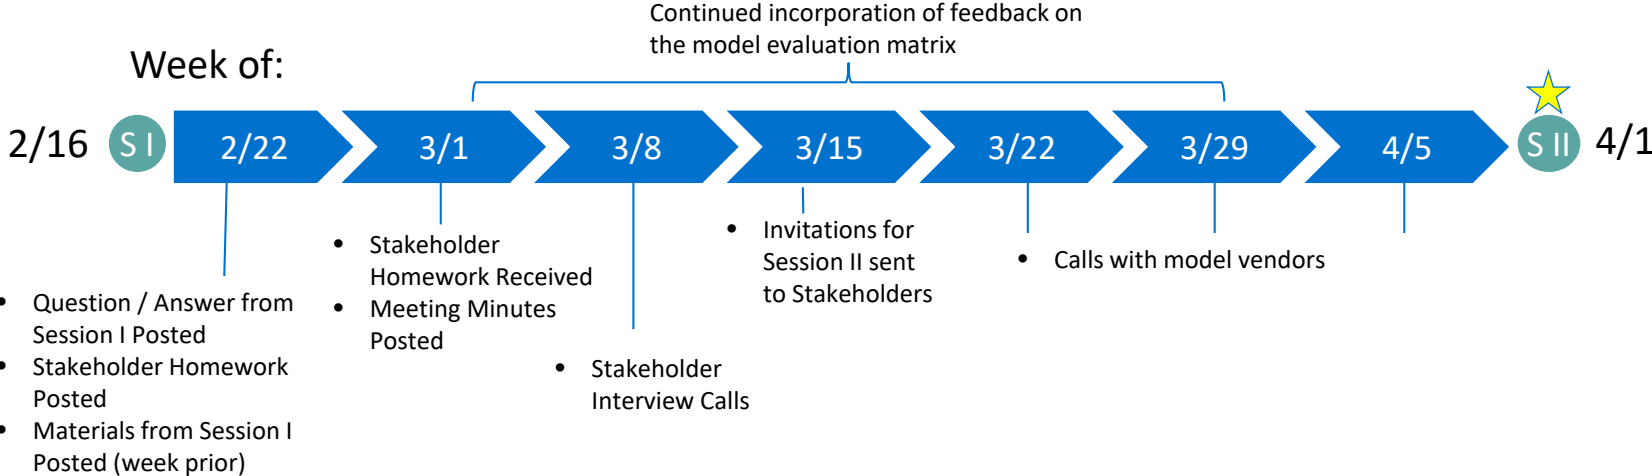 Continued incorporation of feedback on
the model evaluation matrix
Week of:
2/16
S I
2/22
3/1
3/8
3/15
3/22
3/29
4/5
S II
4/1
• Question / Answer from
Session I Posted
• Stakeholder Homework
Posted
• Materials from Session I
Posted (week prior)
• Stakeholder
Homework Received
• Meeting Minutes
Posted
• Stakeholder
Interview Calls
• Invitations for
Session II sent
to Stakeholders
• Calls with model vendors